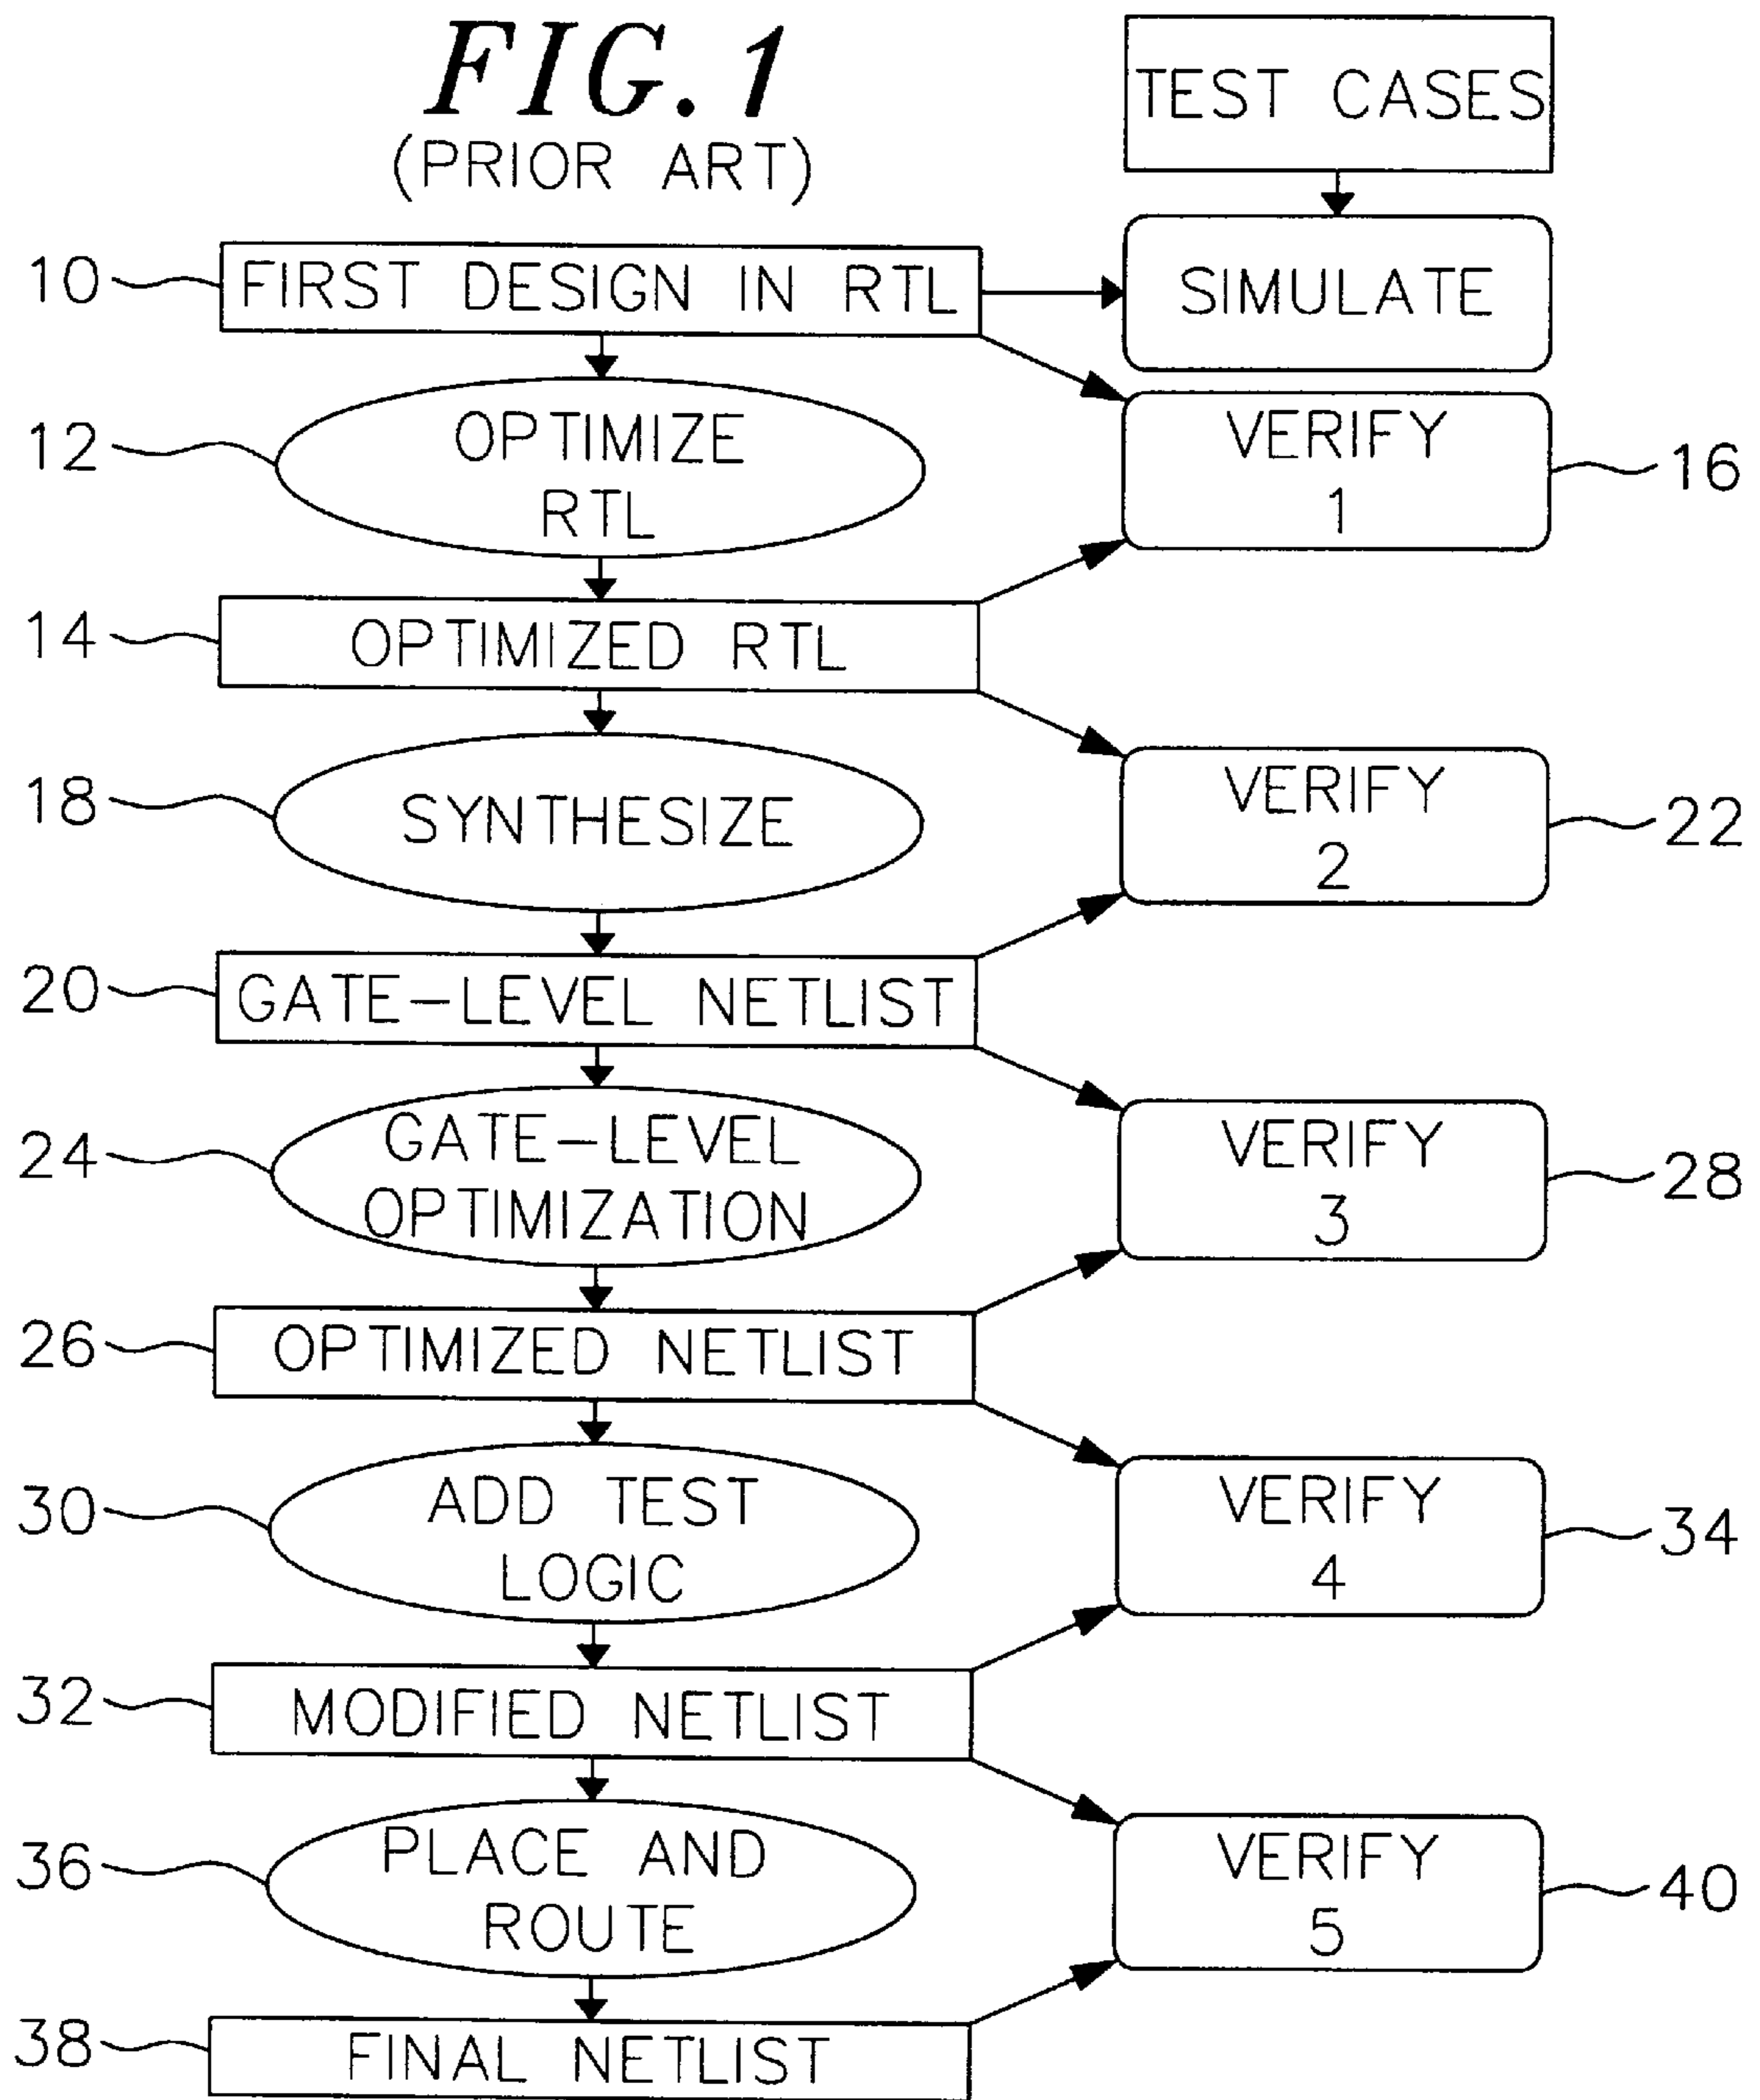 FIG. 1
(PRIOR ART)
TEST CASES
10
FIRST DESIGN IN RTL
SIMULATE
12
OPTIMIZE
RTL
VERIFY
1
16
14
OPTIMIZED RTL
18
SYNTHESIZE
VERIFY
2
22
20
GATE-LEVEL NETLIST
24
GATE-LEVEL
OPTIMIZATION
VERIFY
3
28
26
OPTIMIZED NETLIST
30
ADD TEST
LOGIC
VERIFY
4
34
32
MODIFIED NETLIST
36
PLACE AND
ROUTE
VERIFY
5
40
38
FINAL NETLIST